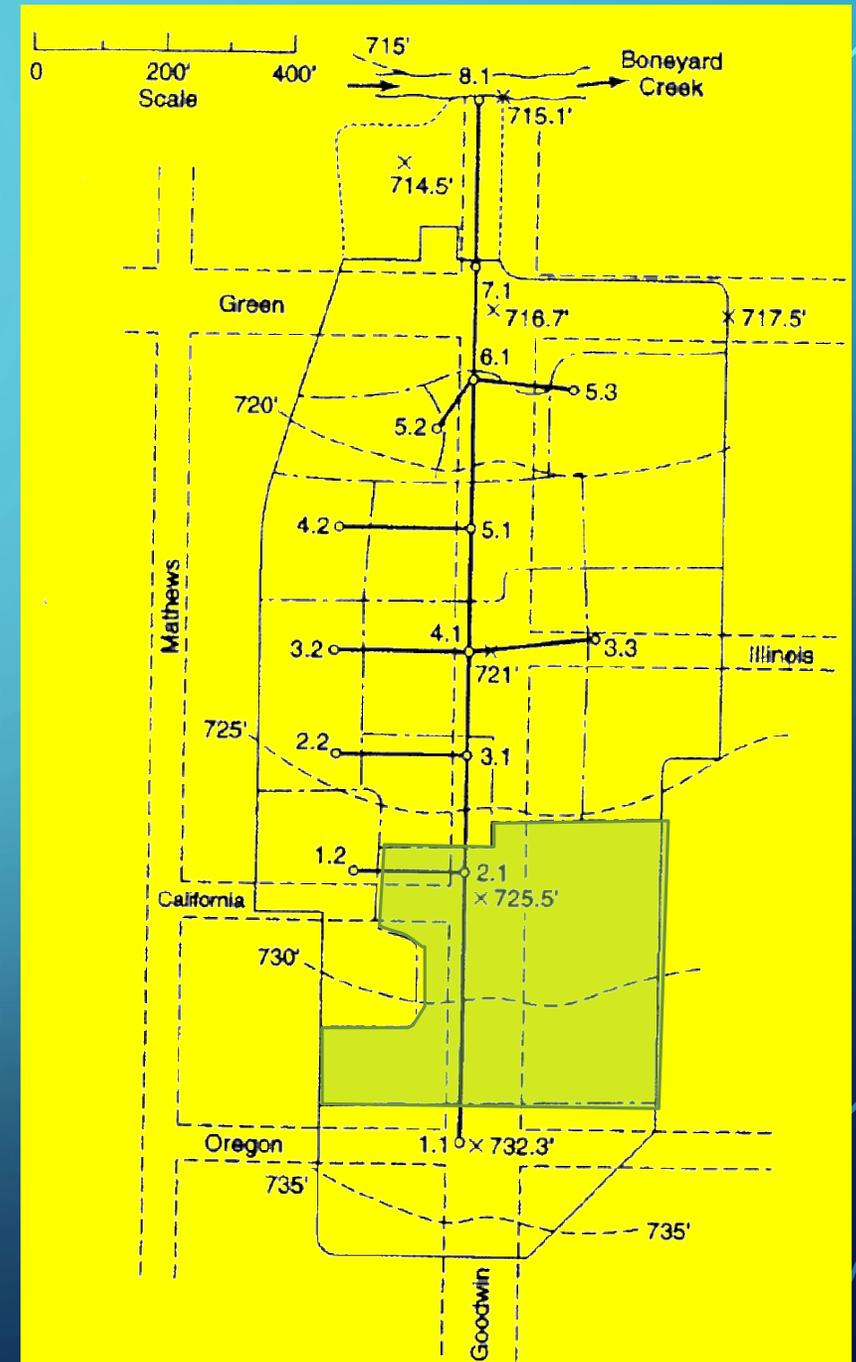 715'
8.1
Boneyard
Creek
0 200' 400'
Scale
715.1'
714.5'
Green
7.1
716.7'
717.5'
6.1
5.3
720'
5.2
4.2
5.1
Mathews
4.1
3.2
3.3
721'
Illinois
725'
2.2
3.1
1.2
2.1
725.5'
California
730'
Oregon
1.1
732.3'
735'
735'
Goodwin